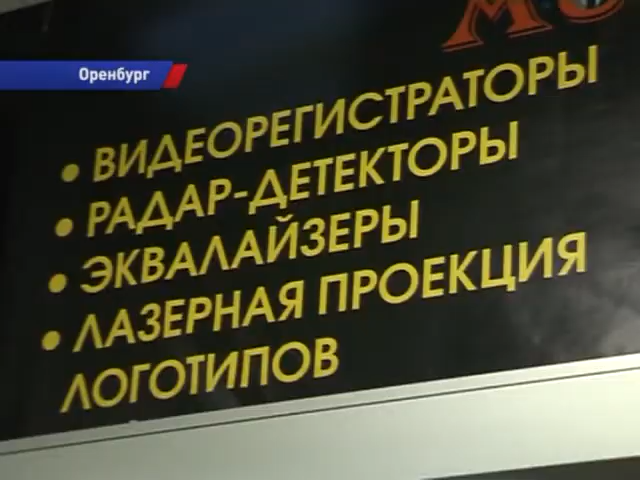 Оренбург
• ВИДЕОРЕГИСТРАТОРЫ
• РАДАР-ДЕТЕКТОРЫ
• ЭКВАЛАЙЗЕРЫ
• ЛАЗЕРНАЯ ПРОЕКЦИЯ
ЛОГОТИПОВ